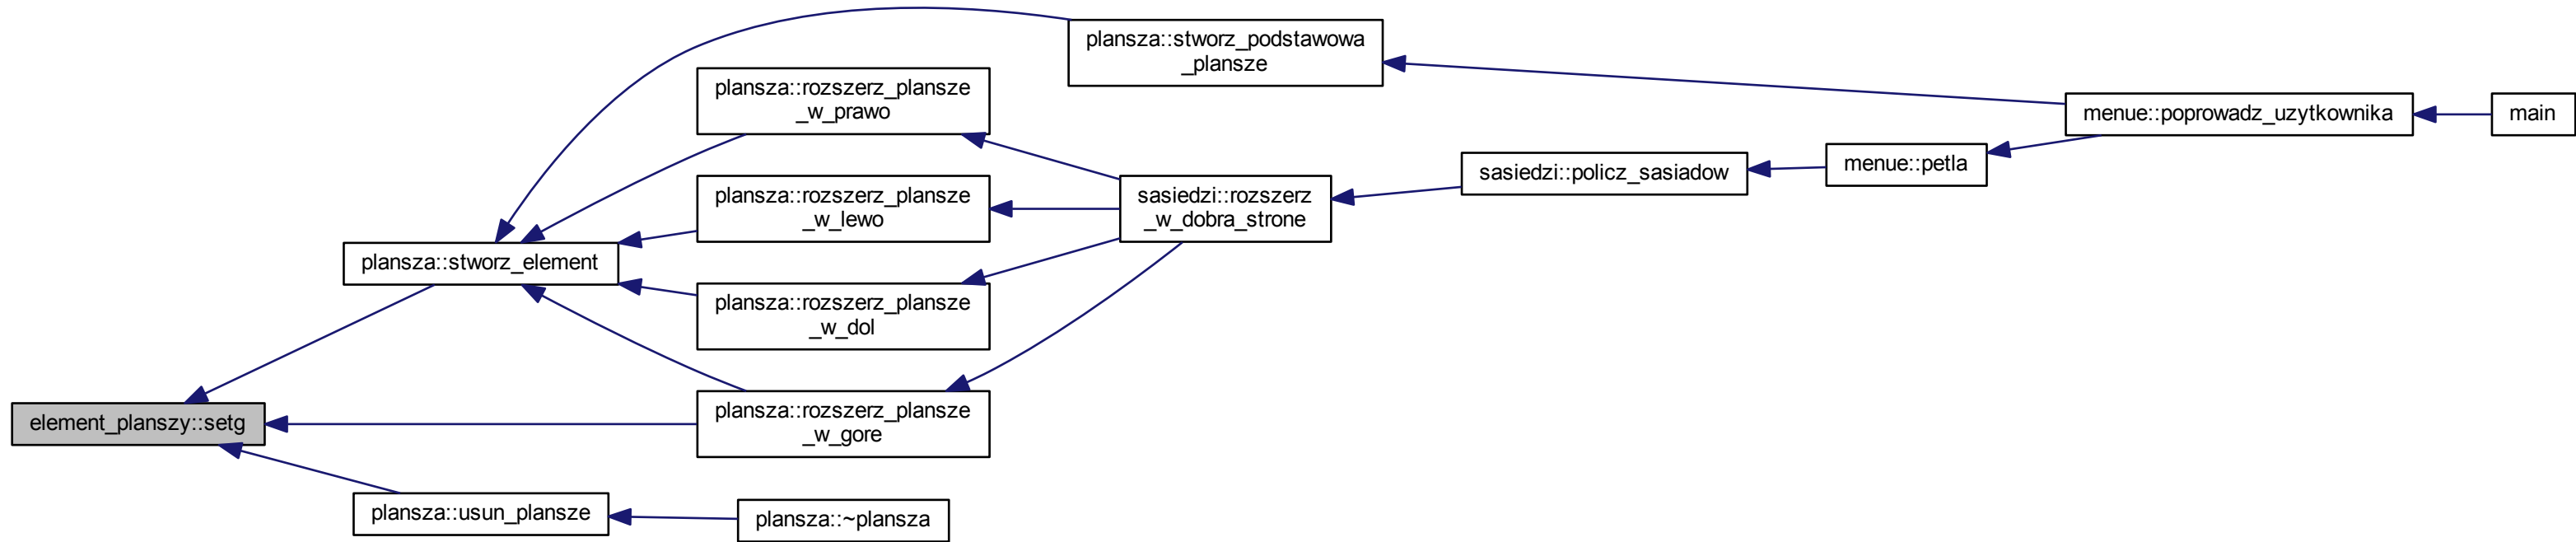 plansza::stworz_podstawowa
_plansze
plansza::rozszerz_plansze
_w_prawo
menue::poprowadz_uzytkownika
main
sasiedzi::policz_sasiadow
menue::petla
plansza::rozszerz_plansze
_w_lewo
sasiedzi::rozszerz
_w_dobra_strone
plansza::stworz_element
plansza::rozszerz_plansze
_w_dol
element_planszy::setg
plansza::rozszerz_plansze
_w_gore
plansza::usun_plansze
plansza::~plansza